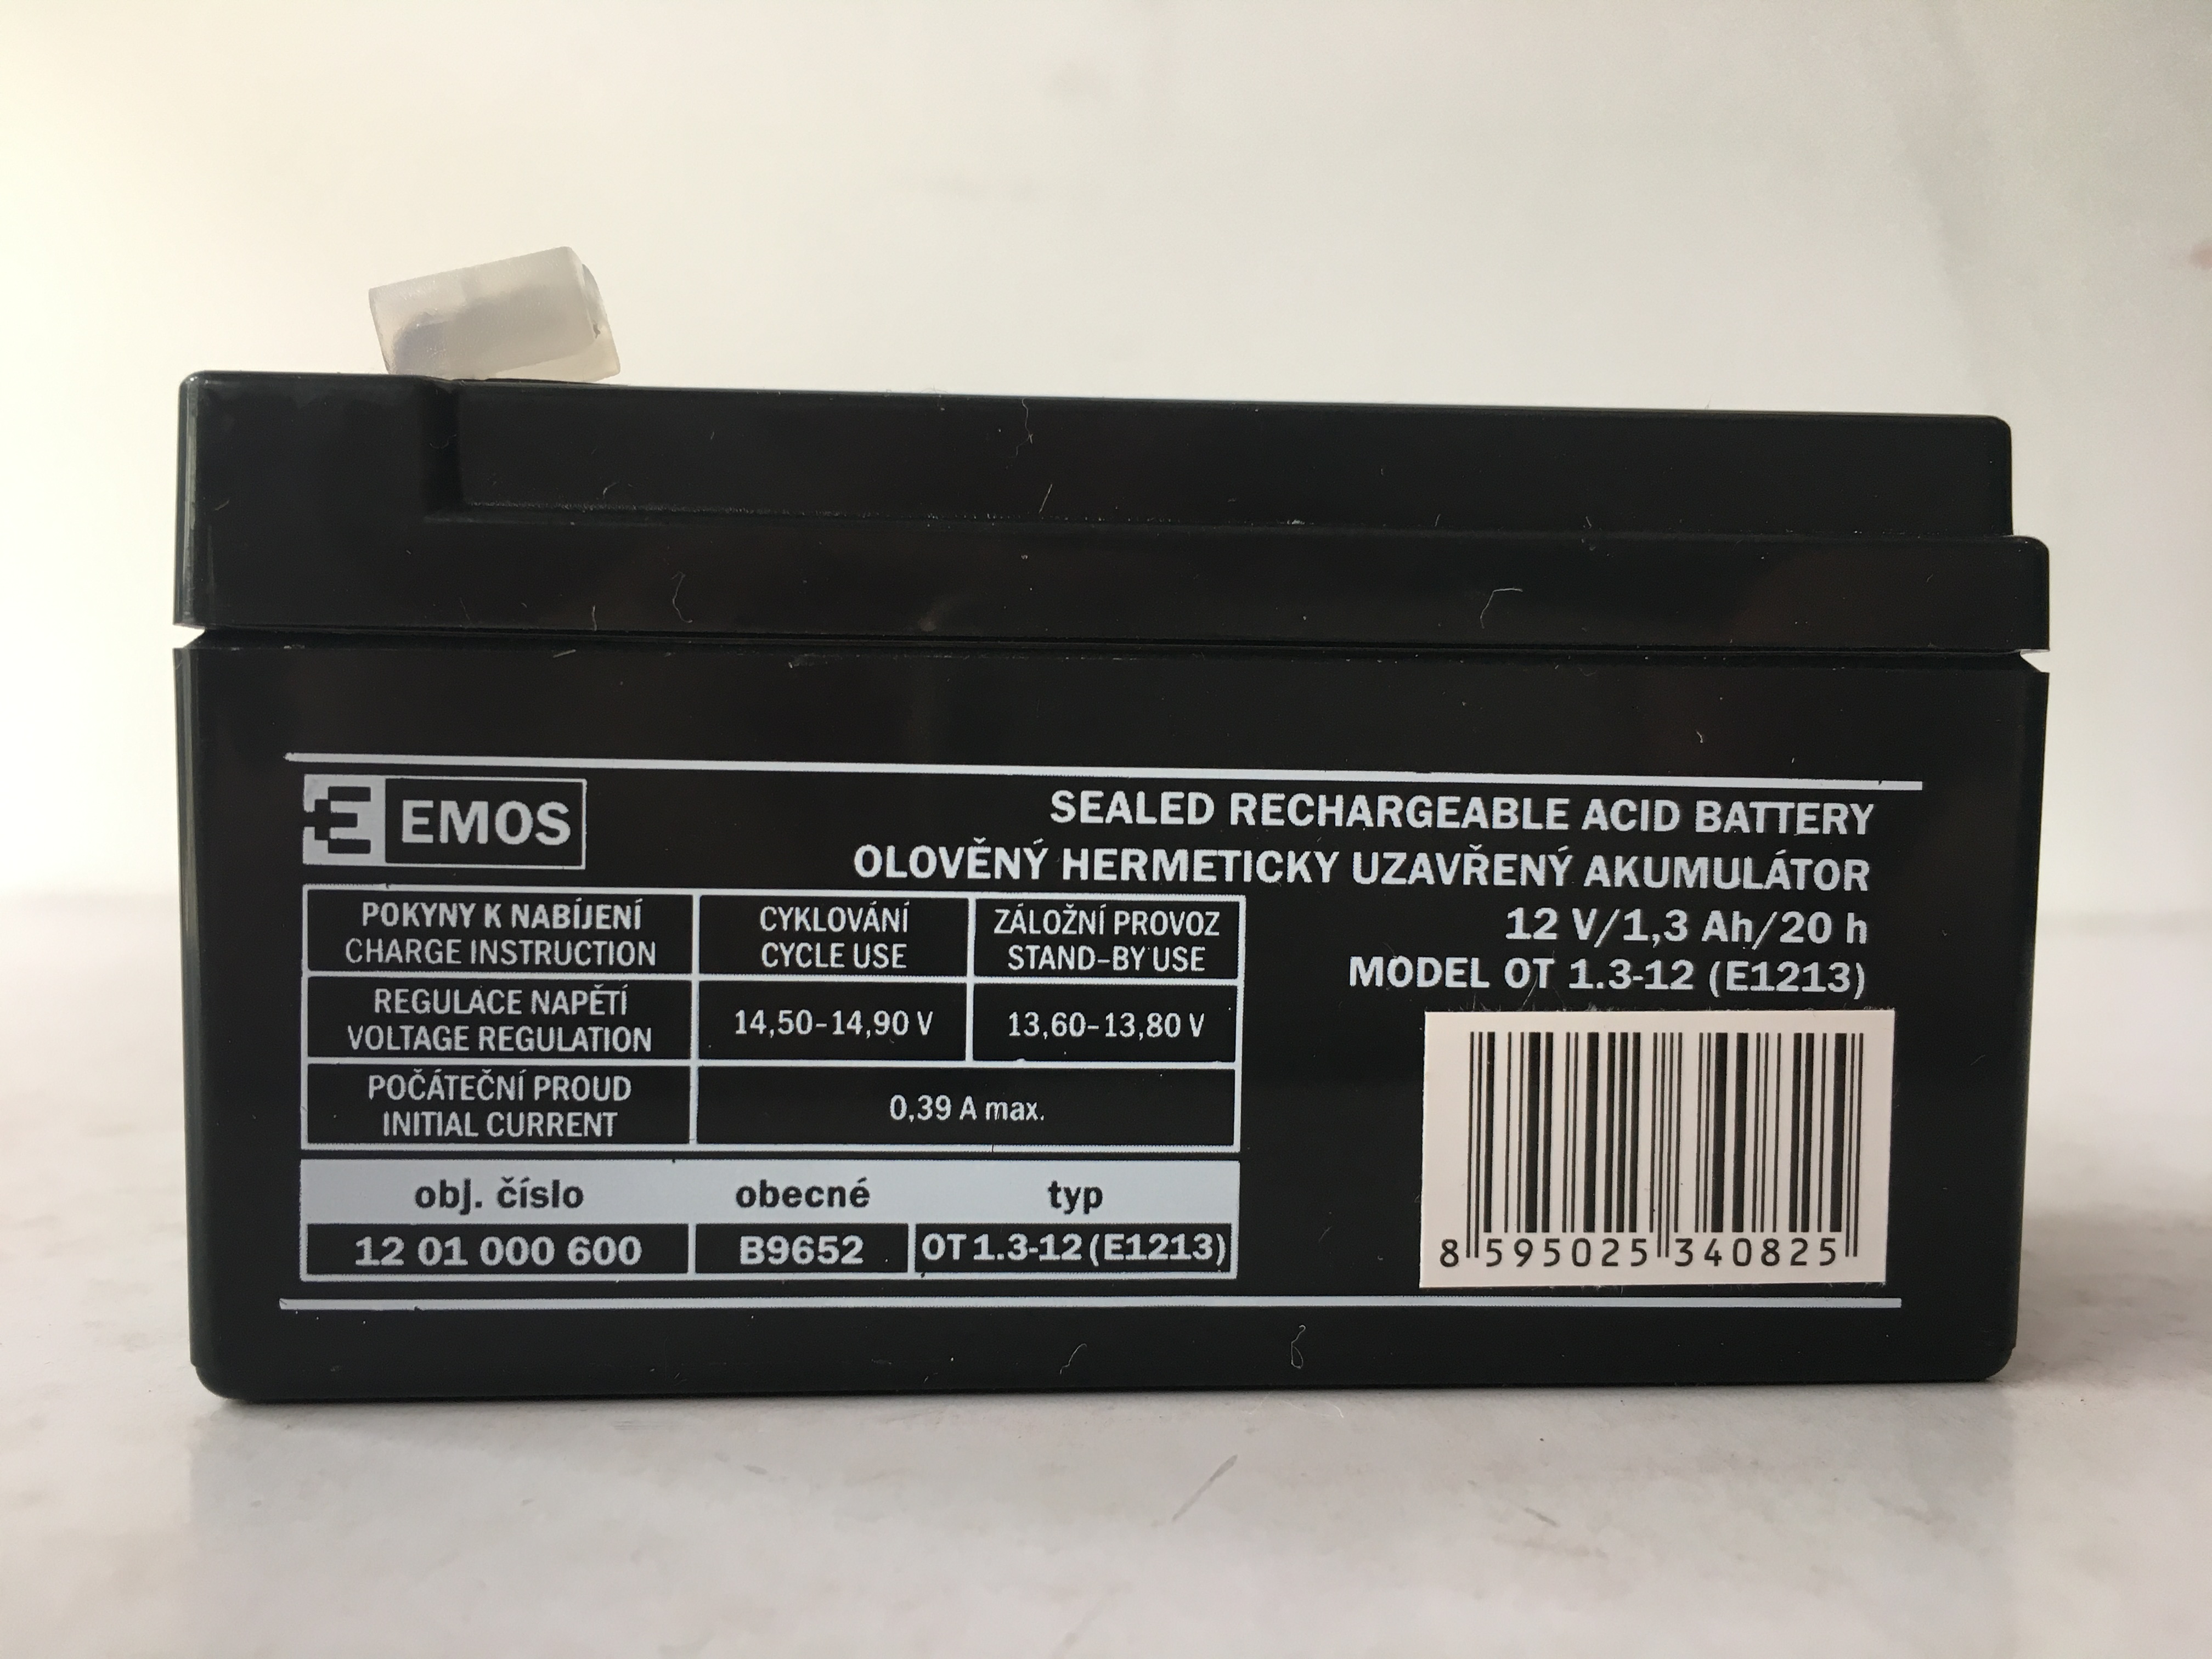 EMOS
SEALED RECHARGEABLE ACID BATTERY
OLOVĚNÝ HERMETICKY UZAVŘENÝ AKUMULÁTOR
12 V/1,3 Ah/20 h
MODEL OT 1.3-12 (E1213)
POKYNY K NABÍJENÍ
CHARGE INSTRUCTION
CYKLOVÁNÍ
CYCLE USE
ZÁLOŽNÍ PROVOZ
STAND-BY USE
REGULACE NAPĚTÍ
VOLTAGE REGULATION
14,50-14,90 V
13,60-13,80 V
POČÁTEČNÍ PROUD
INITIAL CURRENT
0,39 A max.
obj. číslo obecné typ
12 01 000 600 B9652 OT 1.3-12 (E1213)
8 595025 340825